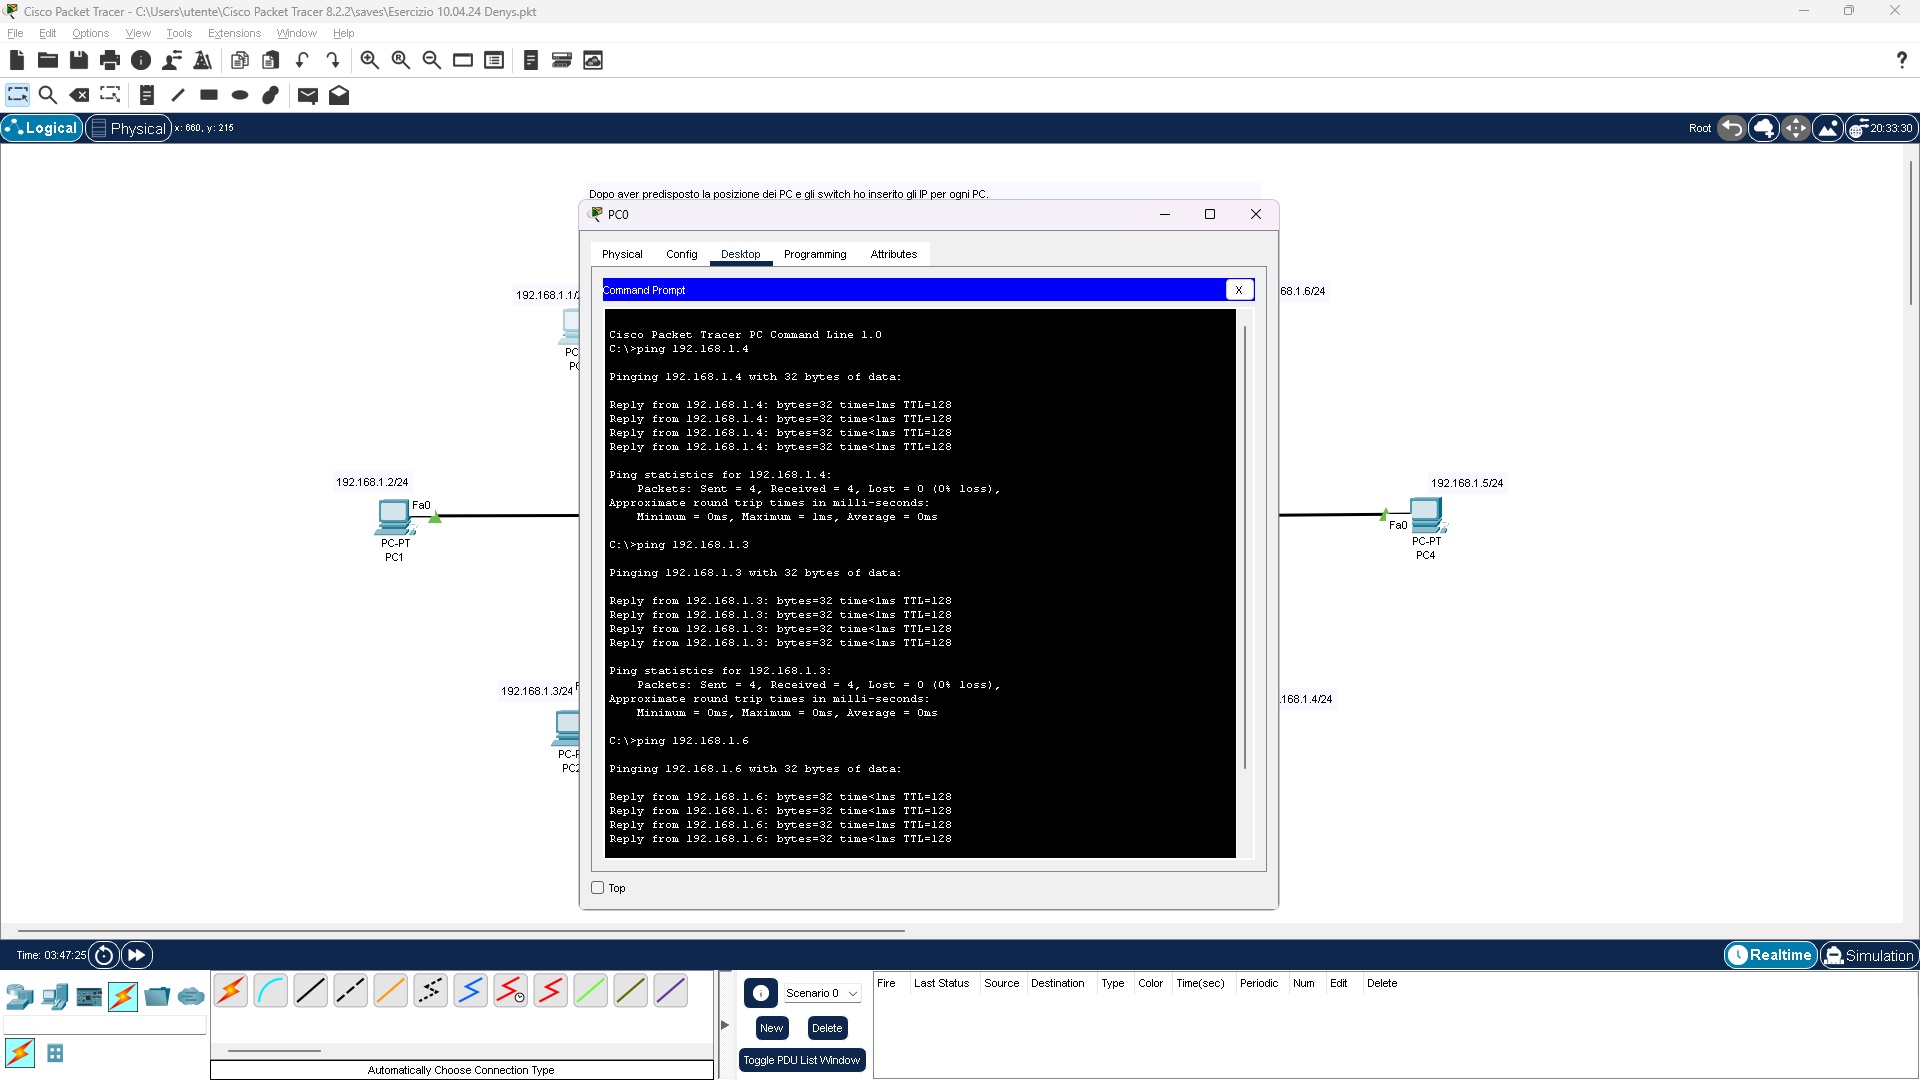 Cisco Packet Tracer - C:\Users\utente\Cisco Packet Tracer 8.2.2\saves\Esercizio 10.04.24 Denys.pkt
File Edit Options View Tools Extensions Window Help
?
Logical Physical x: 660, y: 215 Root 20:33:30
Dopo aver predisposto la posizione dei PC e gli switch ho inserito gli IP per ogni PC.
PC0
Physical Config Desktop Programming Attributes
Command Prompt X
192.168.1.1/
68.1.6/24
PC
192.168.1.2/24
Fa0
PC-PT
PC1
192.168.1.5/24
Fa0
PC-PT
PC4
192.168.1.3/24
.168.1.4/24
PC-
PC2
Cisco Packet Tracer PC Command Line 1.0
C:\>ping 192.168.1.4
Pinging 192.168.1.4 with 32 bytes of data:
Reply from 192.168.1.4: bytes=32 time=1ms TTL=128
Reply from 192.168.1.4: bytes=32 time<1ms TTL=128
Reply from 192.168.1.4: bytes=32 time<1ms TTL=128
Reply from 192.168.1.4: bytes=32 time<1ms TTL=128
Ping statistics for 192.168.1.4:
Packets: Sent = 4, Received = 4, Lost = 0 (0% loss),
Approximate round trip times in milli-seconds:
Minimum = 0ms, Maximum = 1ms, Average = 0ms
C:\>ping 192.168.1.3
Pinging 192.168.1.3 with 32 bytes of data:
Reply from 192.168.1.3: bytes=32 time<1ms TTL=128
Reply from 192.168.1.3: bytes=32 time<1ms TTL=128
Reply from 192.168.1.3: bytes=32 time<1ms TTL=128
Reply from 192.168.1.3: bytes=32 time<1ms TTL=128
Ping statistics for 192.168.1.3:
Packets: Sent = 4, Received = 4, Lost = 0 (0% loss),
Approximate round trip times in milli-seconds:
Minimum = 0ms, Maximum = 0ms, Average = 0ms
C:\>ping 192.168.1.6
Pinging 192.168.1.6 with 32 bytes of data:
Reply from 192.168.1.6: bytes=32 time<1ms TTL=128
Reply from 192.168.1.6: bytes=32 time<1ms TTL=128
Reply from 192.168.1.6: bytes=32 time=1ms TTL=128
Reply from 192.168.1.6: bytes=32 time<1ms TTL=128
Top
Time: 03:47:25 Realtime Simulation
Scenario 0
New Delete
Toggle PDU List Window
Fire Last Status Source Destination Type Color Time(sec) Periodic Num Edit Delete
Automatically Choose Connection Type